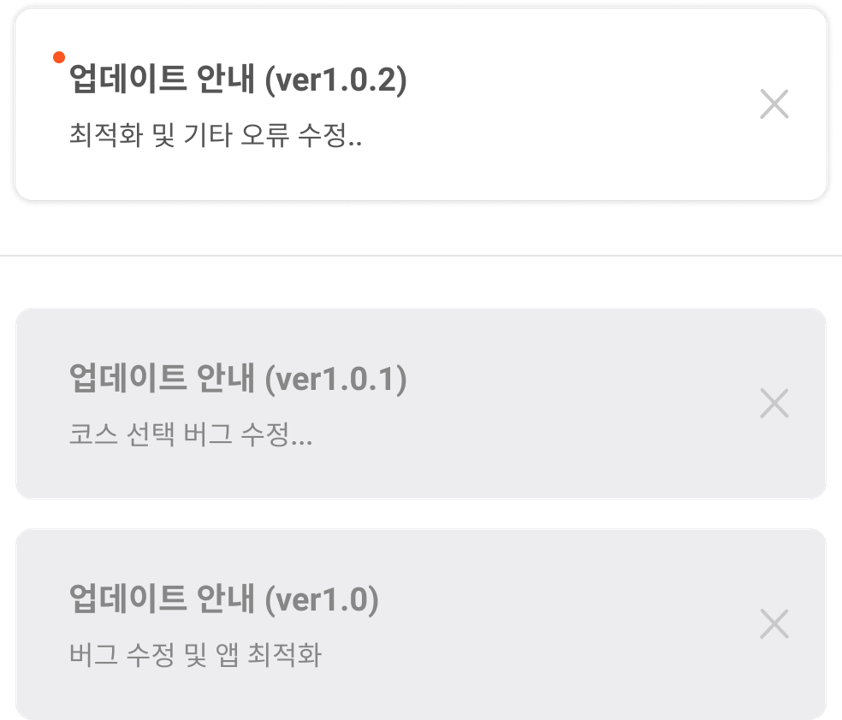 업데이트 안내 (ver1.0.2)
최적화 및 기타 오류 수정..
업데이트 안내 (ver1.0.1)
코스 선택 버그 수정...
업데이트 안내 (ver1.0)
버그 수정 및 앱 최적화